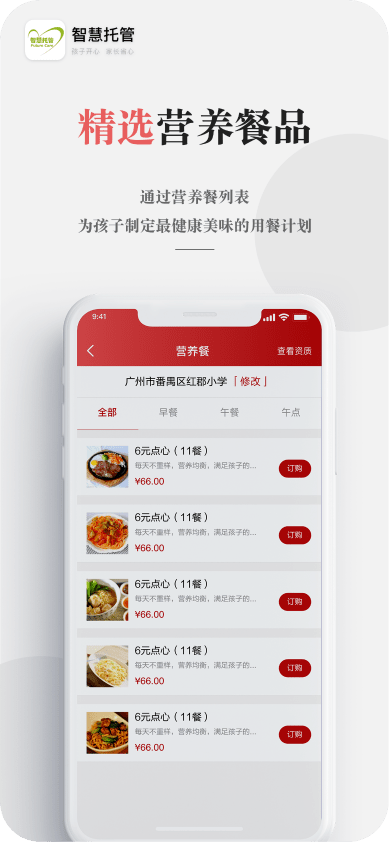 智慧托管
智慧托管
Future Care
孩子开心 家长省心
精选营养餐品
通过营养餐列表
为孩子制定最健康美味的用餐计划
9:41
营养餐
查看资质
广州市番禺区红郡小学「修改」
全部 早餐 午餐 午点
6元点心（11餐）
每天不重样，营养均衡，满足孩子的...
¥66.00
订购
6元点心（11餐）
每天不重样，营养均衡，满足孩子的...
¥66.00
订购
6元点心（11餐）
每天不重样，营养均衡，满足孩子的...
¥66.00
订购
6元点心（11餐）
每天不重样，营养均衡，满足孩子的...
¥66.00
订购
6元点心（11餐）
每天不重样，营养均衡，满足孩子的...
¥66.00
订购